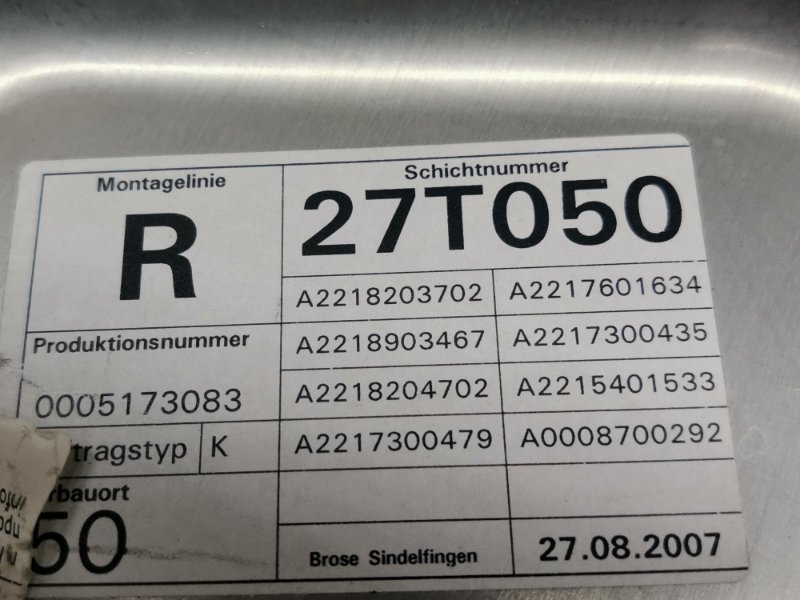 Montagelinie
R
Schichtnummer
27T050
A2218203702 A2217601634
Produktionsnummer
A2218903467 A2217300435
0005173083
A2218204702 A2215401533
tragstyp K
A2217300479 A0008700292
rbauort
50
Brose Sindelfingen 27.08.2007